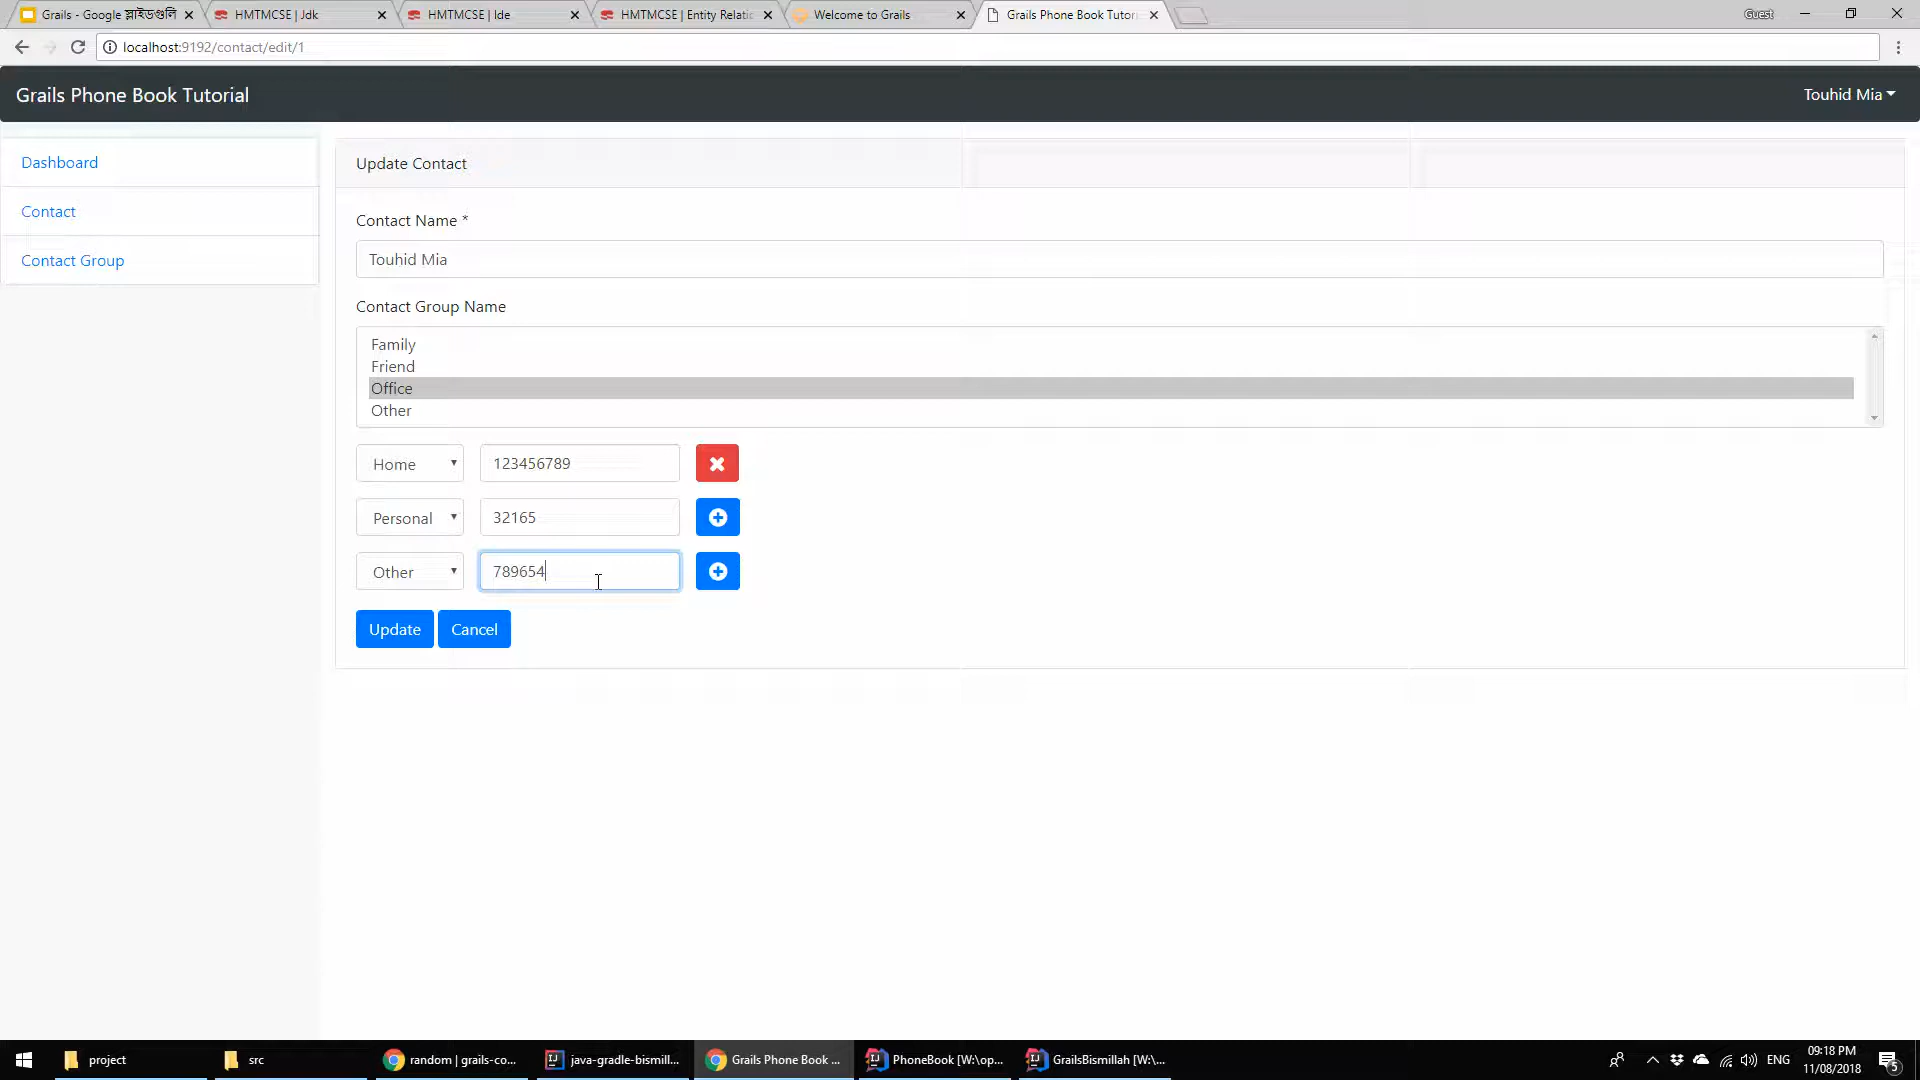 Grails - Google স্লাইডগুলি
HMTMCSE | Jdk
HMTMCSE | Ide
HMTMCSE | Entity Relatio
Welcome to Grails
Grails Phone Book Tutor
Guest
localhost:9192/contact/edit/1
Grails Phone Book Tutorial
Touhid Mia
Dashboard
Contact
Contact Group
Update Contact
Contact Name *
Touhid Mia
Contact Group Name
Family
Friend
Office
Other
Home 123456789
Personal 32165
Other 789654
Update Cancel
project
src
random | grails-co...
java-gradle-bismill...
Grails Phone Book ...
PhoneBook [W:\op...
GrailsBismillah [W:\...
ENG
09:18 PM
11/08/2018
5